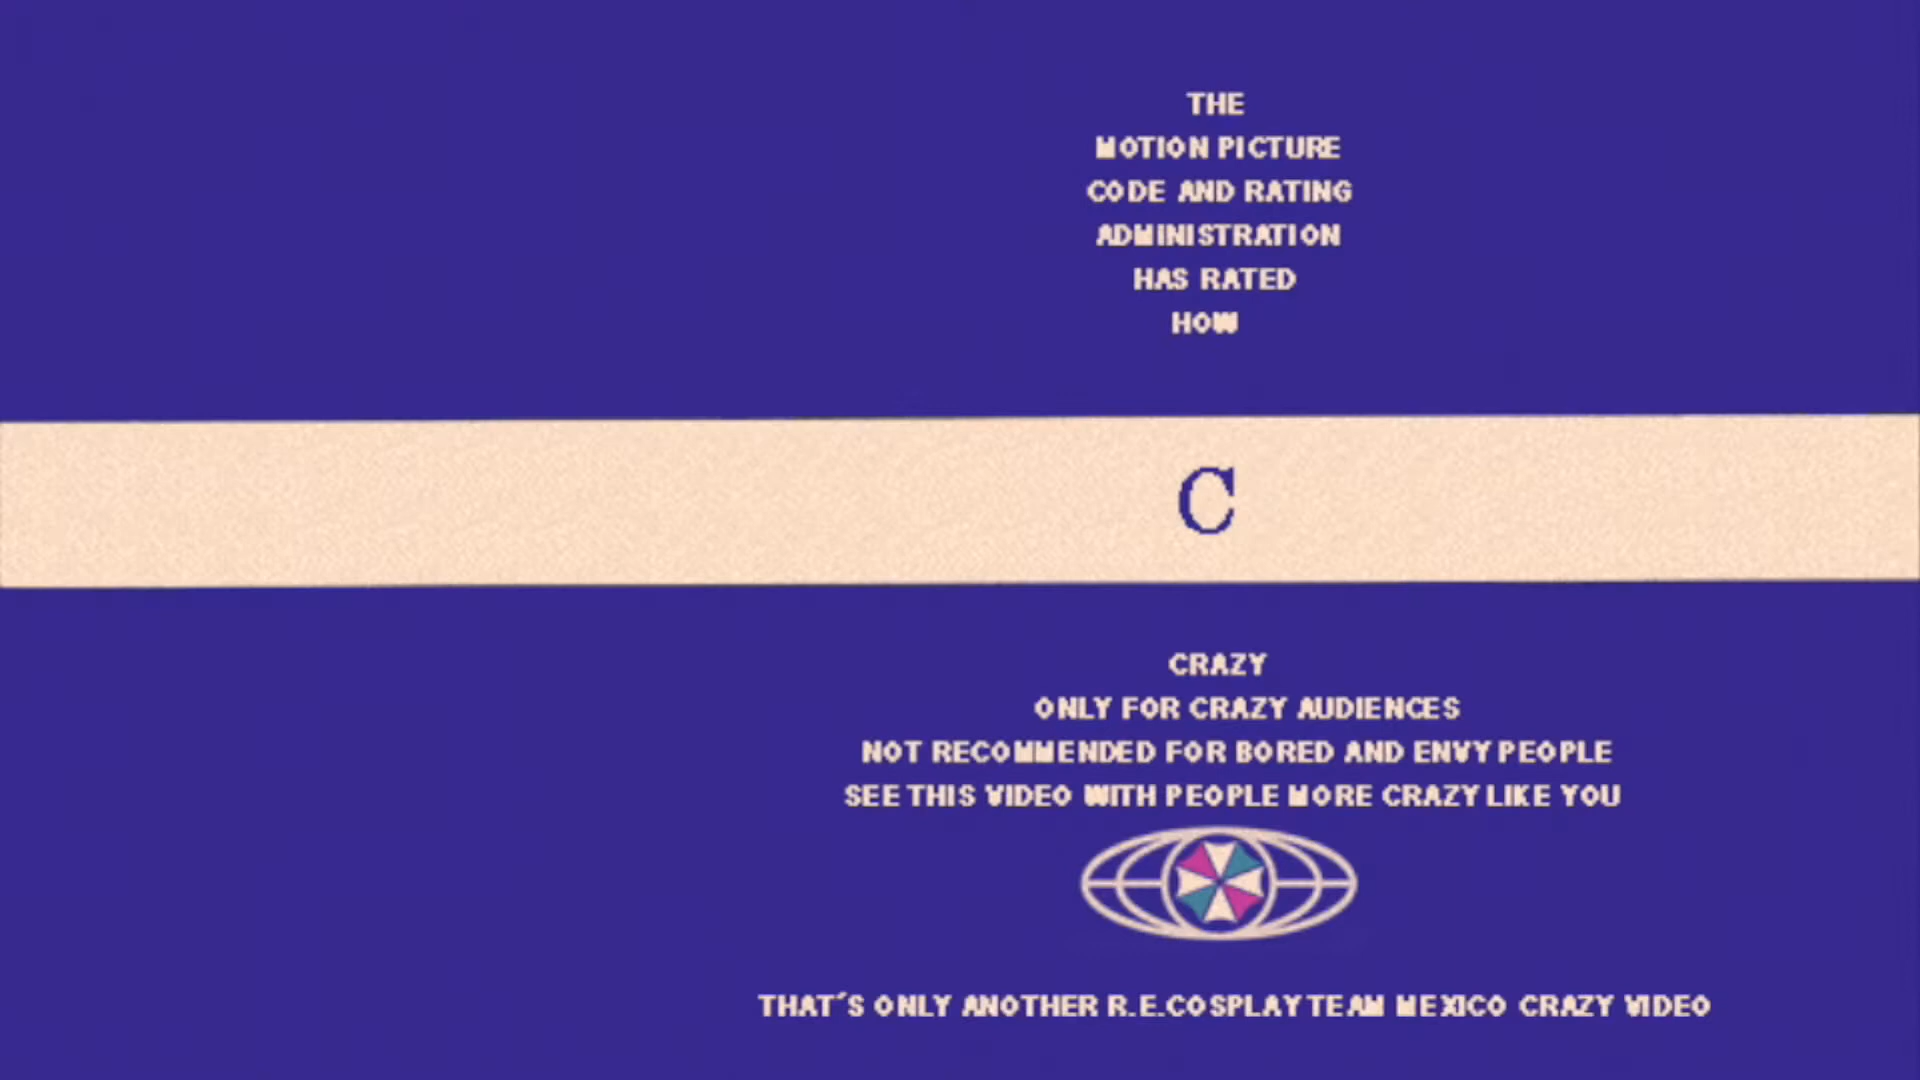 THE
MOTION PICTURE
CODE AND RATING
ADMINISTRATION
HAS RATED
HOW
C
CRAZY
ONLY FOR CRAZY AUDIENCES
NOT RECOMMENDED FOR BORED AND ENVY PEOPLE
SEE THIS VIDEO WITH PEOPLE MORE CRAZY LIKE YOU
THAT´S ONLY ANOTHER R.E.COSPLAY TEAM MEXICO CRAZY VIDEO